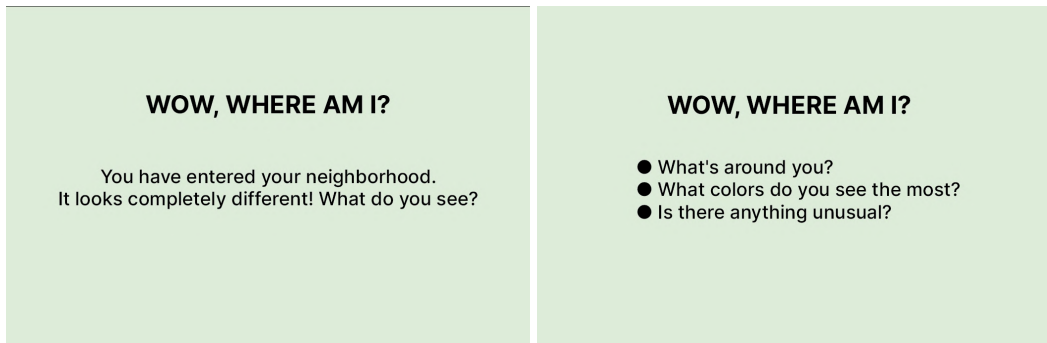 WOW, WHERE AM I?
You have entered your neighborhood.
It looks completely different! What do you see?
WOW, WHERE AM I?
● What's around you?
● What colors do you see the most?
● Is there anything unusual?